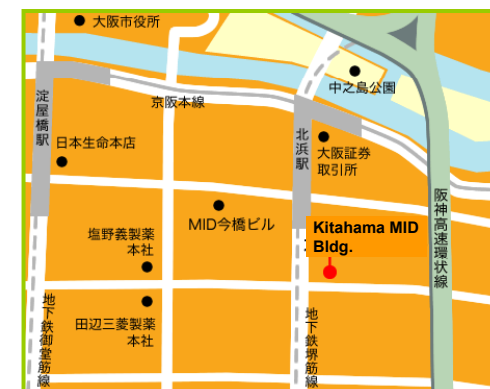 大阪市役所
中之島公園
淀屋橋駅
京阪本線
日本生命本店
北浜駅
大阪証券
取引所
MID今橋ビル
阪神高速環状線
Kitahama MID
Bldg.
塩野義製薬
本社
田辺三菱製薬
本社
地下鉄御堂筋線
地下鉄堺筋線